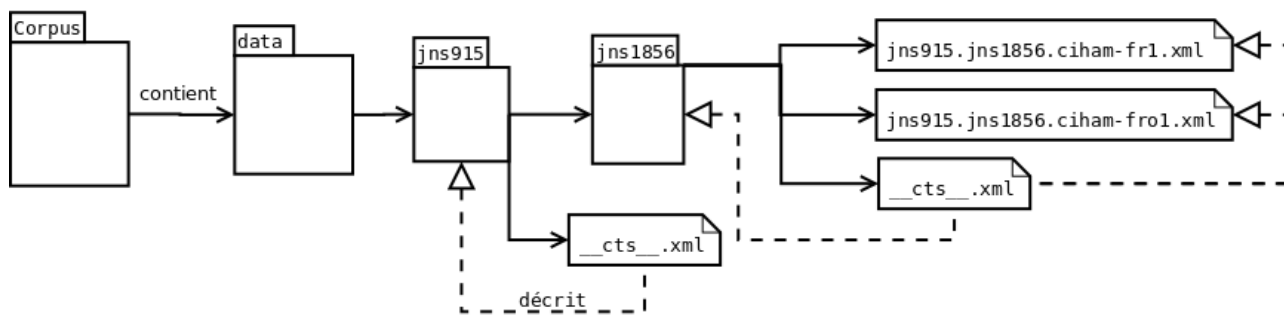 Corpus
data
jns915
jns1856
jns915.jns1856.ciham-fr1.xml
contient
jns915.jns1856.ciham-fro1.xml
__cts__.xml
__cts__.xml
décrit